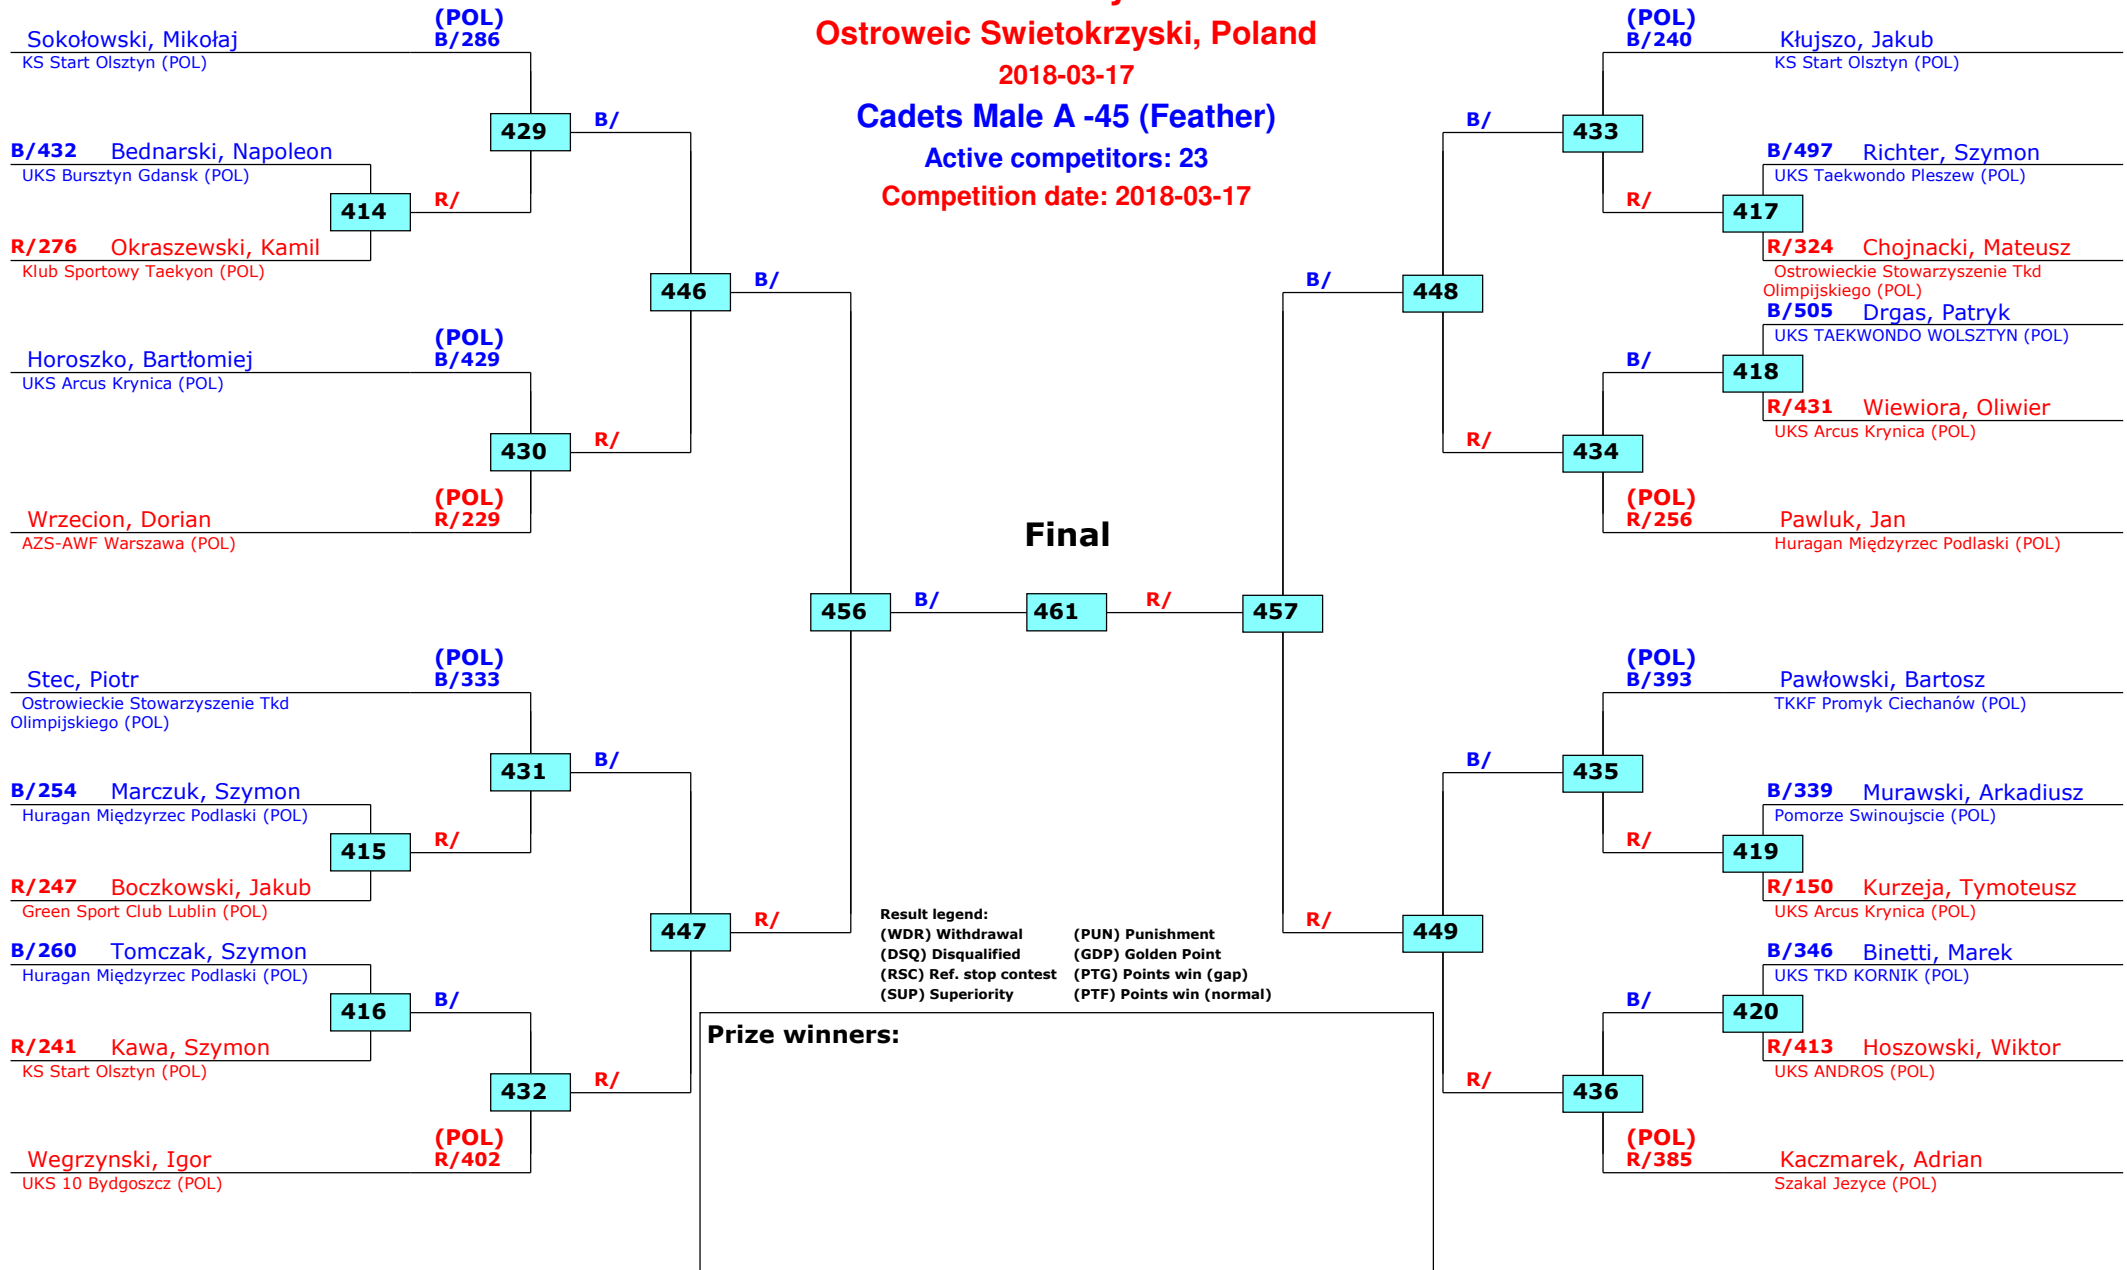 Ostroweic Swietokrzyski, Poland
2018-03-17
Cadets Male A -45 (Feather)
Active competitors: 23
Competition date: 2018-03-17
(POL)
Sokołowski, Mikołaj B/286
KS Start Olsztyn (POL)
429
B/
B/432 Bednarski, Napoleon
UKS Bursztyn Gdansk (POL)
414
R/
R/276 Okraszewski, Kamil
Klub Sportowy Taekyon (POL)
446
B/
(POL)
Horoszko, Bartłomiej B/429
UKS Arcus Krynica (POL)
430
R/
(POL)
Wrzecion, Dorian R/229
AZS-AWF Warszawa (POL)
(POL)
Stec, Piotr B/333
Ostrowieckie Stowarzyszenie Tkd
Olimpijskiego (POL)
431
B/
B/254 Marczuk, Szymon
Huragan Międzyrzec Podlaski (POL)
415
R/
R/247 Boczkowski, Jakub
Green Sport Club Lublin (POL)
447
R/
B/260 Tomczak, Szymon
Huragan Międzyrzec Podlaski (POL)
416
B/
R/241 Kawa, Szymon
KS Start Olsztyn (POL)
432
R/
(POL)
Wegrzynski, Igor R/402
UKS 10 Bydgoszcz (POL)
Final
456
B/
461
R/
457
(POL)
B/240 Kłujszo, Jakub
KS Start Olsztyn (POL)
B/
433
B/497 Richter, Szymon
UKS Taekwondo Pleszew (POL)
R/
417
R/324 Chojnacki, Mateusz
Ostrowieckie Stowarzyszenie Tkd
Olimpijskiego (POL)
B/
448
B/505 Drgas, Patryk
UKS TAEKWONDO WOLSZTYN (POL)
B/
418
R/431 Wiewiora, Oliwier
UKS Arcus Krynica (POL)
R/
434
(POL)
R/256 Pawluk, Jan
Huragan Międzyrzec Podlaski (POL)
(POL)
B/393 Pawłowski, Bartosz
TKKF Promyk Ciechanów (POL)
B/
435
B/339 Murawski, Arkadiusz
Pomorze Swinoujscie (POL)
R/
419
R/150 Kurzeja, Tymoteusz
UKS Arcus Krynica (POL)
R/
449
B/346 Binetti, Marek
UKS TKD KORNIK (POL)
B/
420
R/413 Hoszowski, Wiktor
UKS ANDROS (POL)
R/
436
(POL)
R/385 Kaczmarek, Adrian
Szakal Jezyce (POL)
Result legend:
(WDR) Withdrawal (PUN) Punishment
(DSQ) Disqualified (GDP) Golden Point
(RSC) Ref. stop contest (PTG) Points win (gap)
(SUP) Superiority (PTF) Points win (normal)
Prize winners: